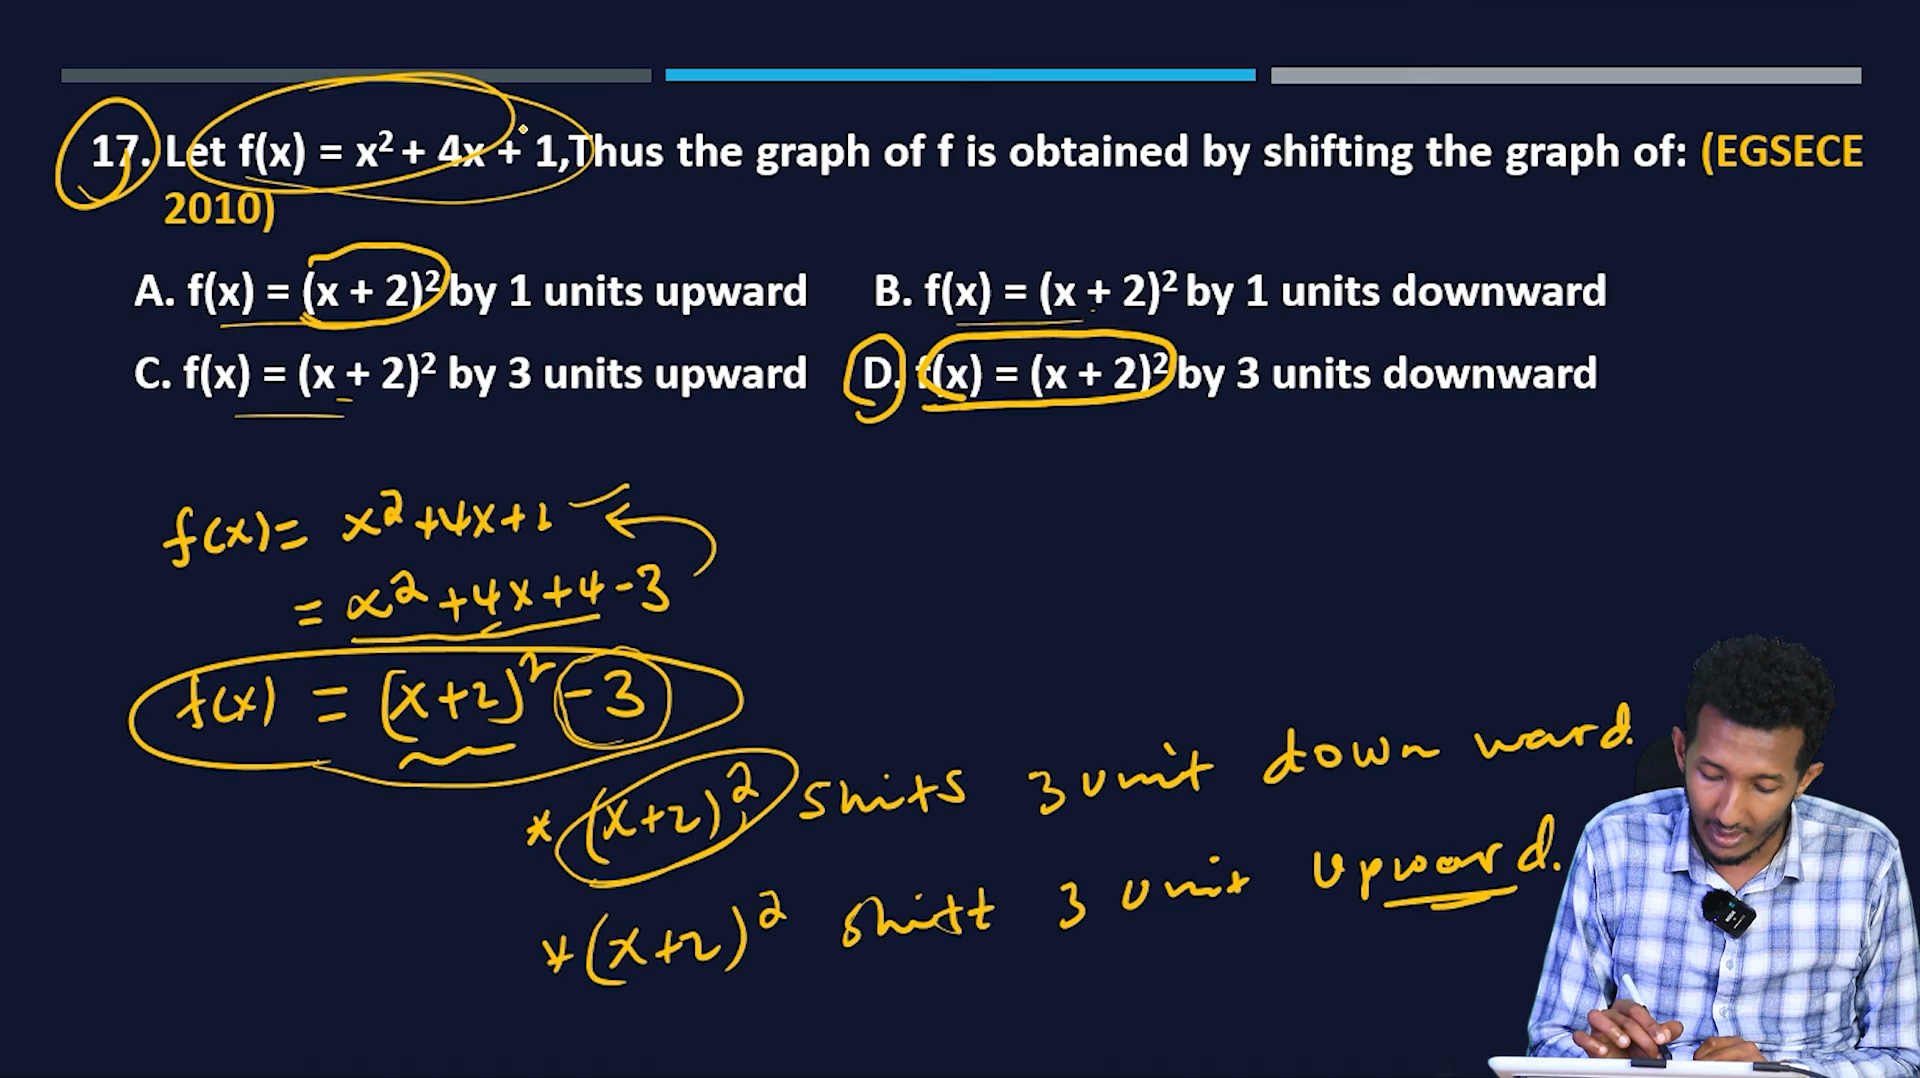 17. Let f(x) = x² + 4x + 1,Thus the graph of f is obtained by shifting the graph of: (EGSECE
2010)
A. f(x) = (x + 2)² by 1 units upward B. f(x) = (x + 2)² by 1 units downward
C. f(x) = (x + 2)² by 3 units upward D. f(x) = (x + 2)² by 3 units downward
f(x) = x² +4x+1
= x² +4x+4-3
f(x) = (x+2)² -3
* (x+2)² shifts 3 unit down ward.
* (x+2)² shift 3 unit upward.